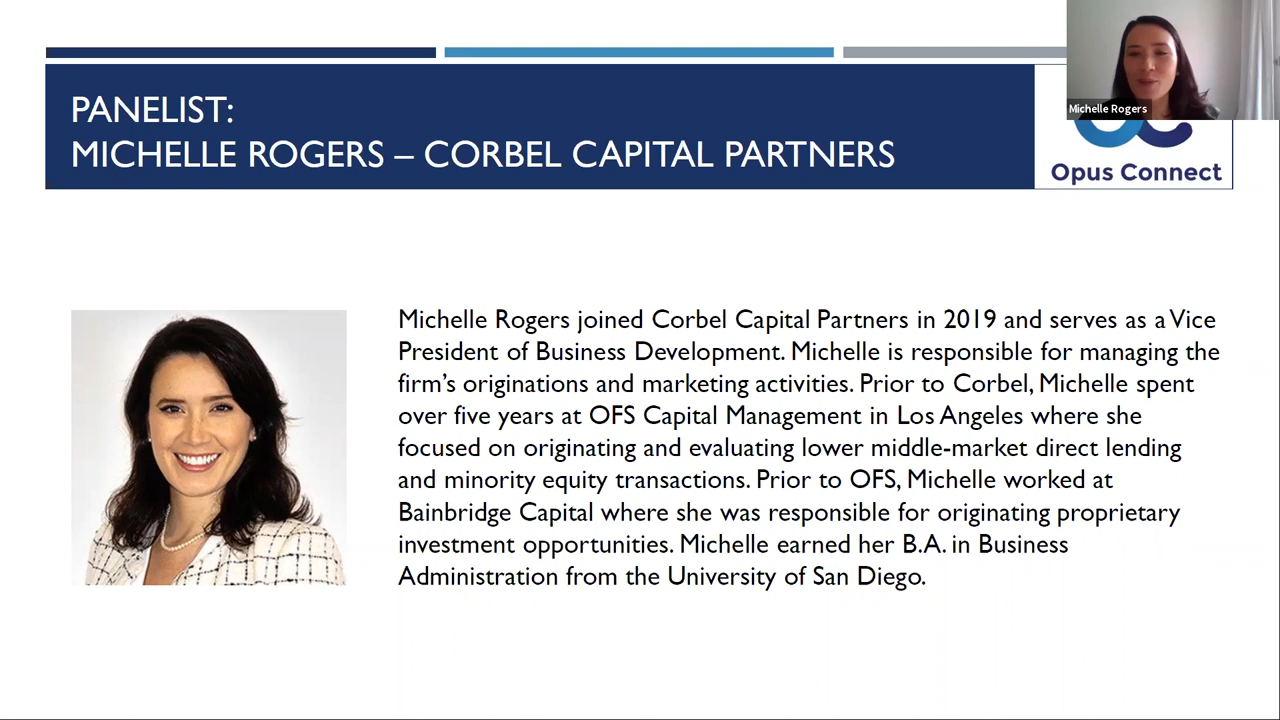 PANELIST:
MICHELLE ROGERS – CORBEL CAPITAL PARTNERS
Michelle Rogers
Opus Connect
Michelle Rogers joined Corbel Capital Partners in 2019 and serves as a Vice
President of Business Development. Michelle is responsible for managing the
firm’s originations and marketing activities. Prior to Corbel, Michelle spent
over five years at OFS Capital Management in Los Angeles where she
focused on originating and evaluating lower middle-market direct lending
and minority equity transactions. Prior to OFS, Michelle worked at
Bainbridge Capital where she was responsible for originating proprietary
investment opportunities. Michelle earned her B.A. in Business
Administration from the University of San Diego.